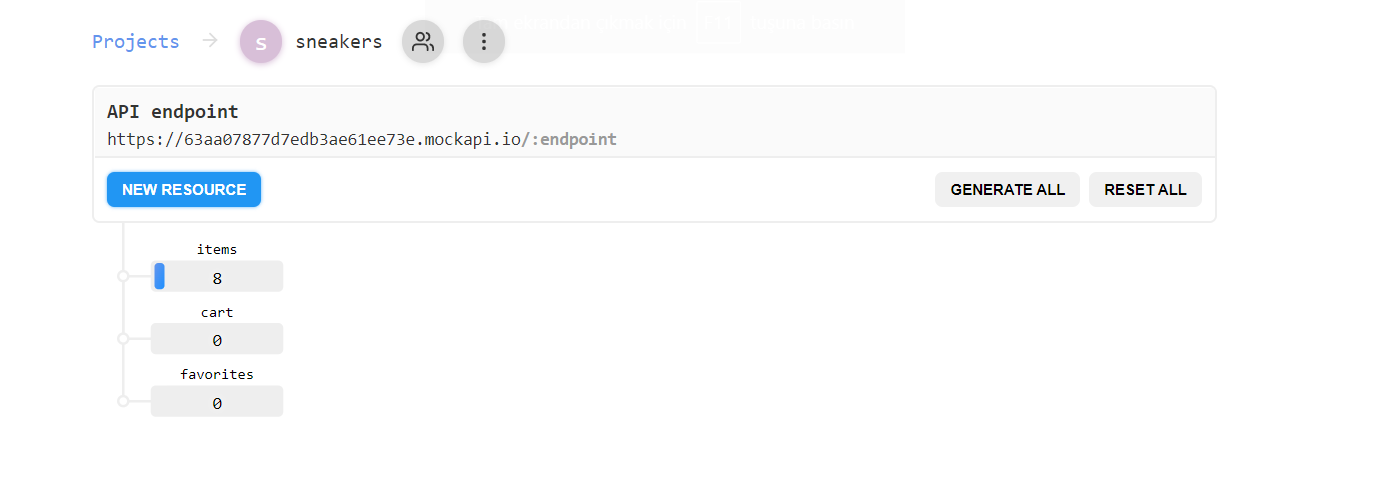 Projects → s sneakers
API endpoint
https://63aa07877d7edb3ae61ee73e.mockapi.io/:endpoint
NEW RESOURCE GENERATE ALL RESET ALL
items
8
cart
0
favorites
0